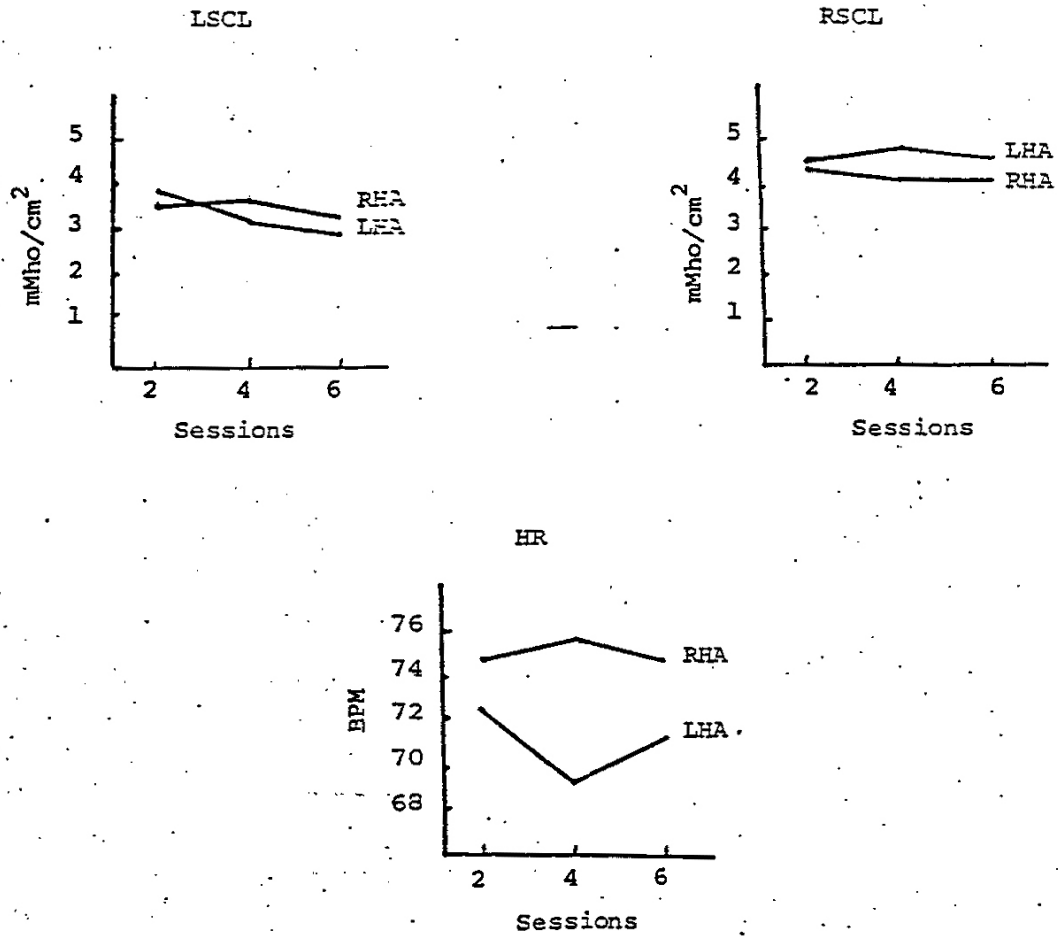 LSCL
5
4
3
2
1
mMho/cm²
RHA
LHA
2 4 6
Sessions
RSCL
5
4
3
2
1
mMho/cm²
LHA
RHA
2 4 6
Sessions
HR
76
74
72
70
68
BPM
RHA
LHA
2 4 6
Sessions